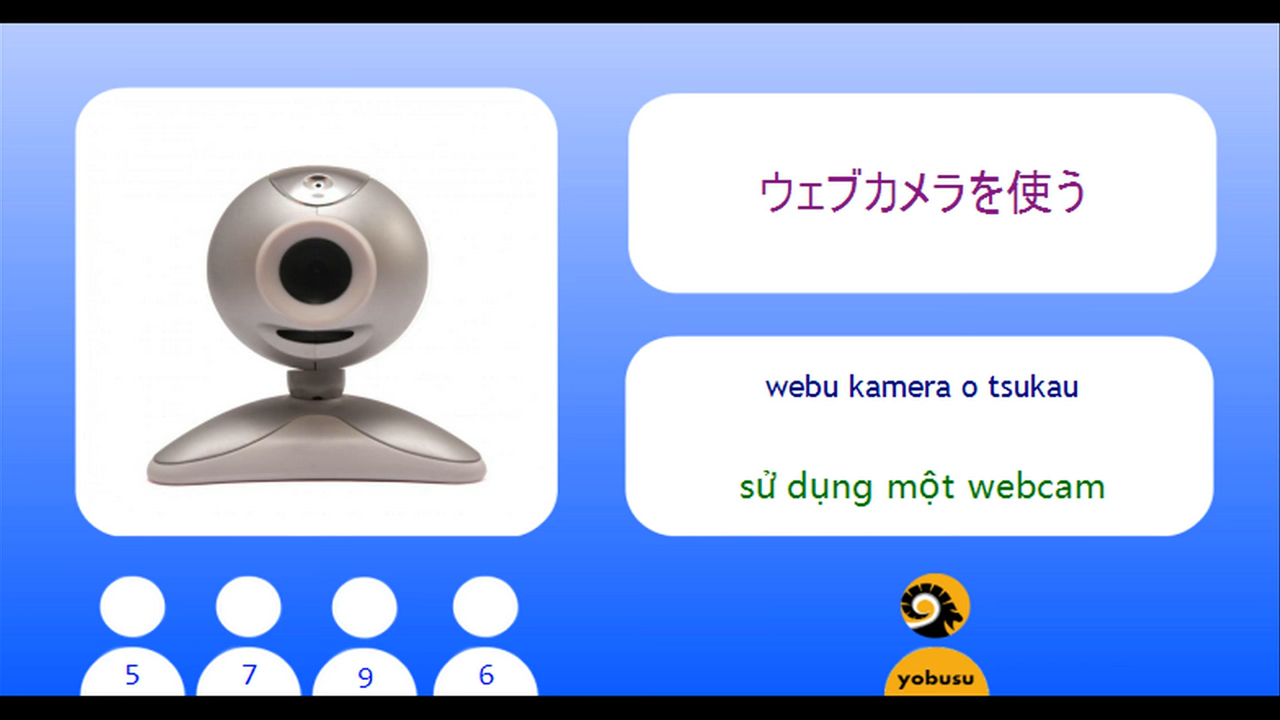 ウェブカメラを使う
webu kamera o tsukau
sử dụng một webcam
5 7 9 6
yobusu